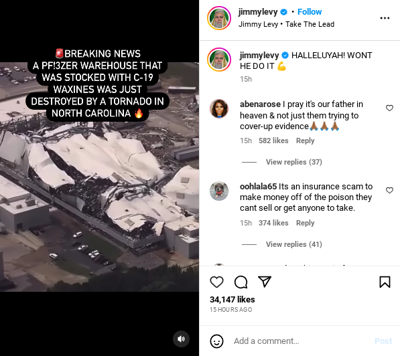 🚨BREAKING NEWS
A PF!3ZER WAREHOUSE THAT
WAS STOCKED WITH C-19
WAXINES WAS JUST
DESTROYED BY A TORNADO IN
NORTH CAROLINA 🔥
jimmylevy • Follow
Jimmy Levy • Take The Lead
jimmylevy HALLELUYAH! WONT
HE DO IT 💪
15h
abenarose I pray it's our father in
heaven & not just them trying to
cover-up evidence🙏🏾🙏🏾🙏🏾
15h 582 likes Reply
View replies (37)
oohlala65 Its an insurance scam to
make money off of the poison they
cant sell or get anyone to take.
15h 374 likes Reply
View replies (41)
34,147 likes
15 HOURS AGO
Add a comment...
Post